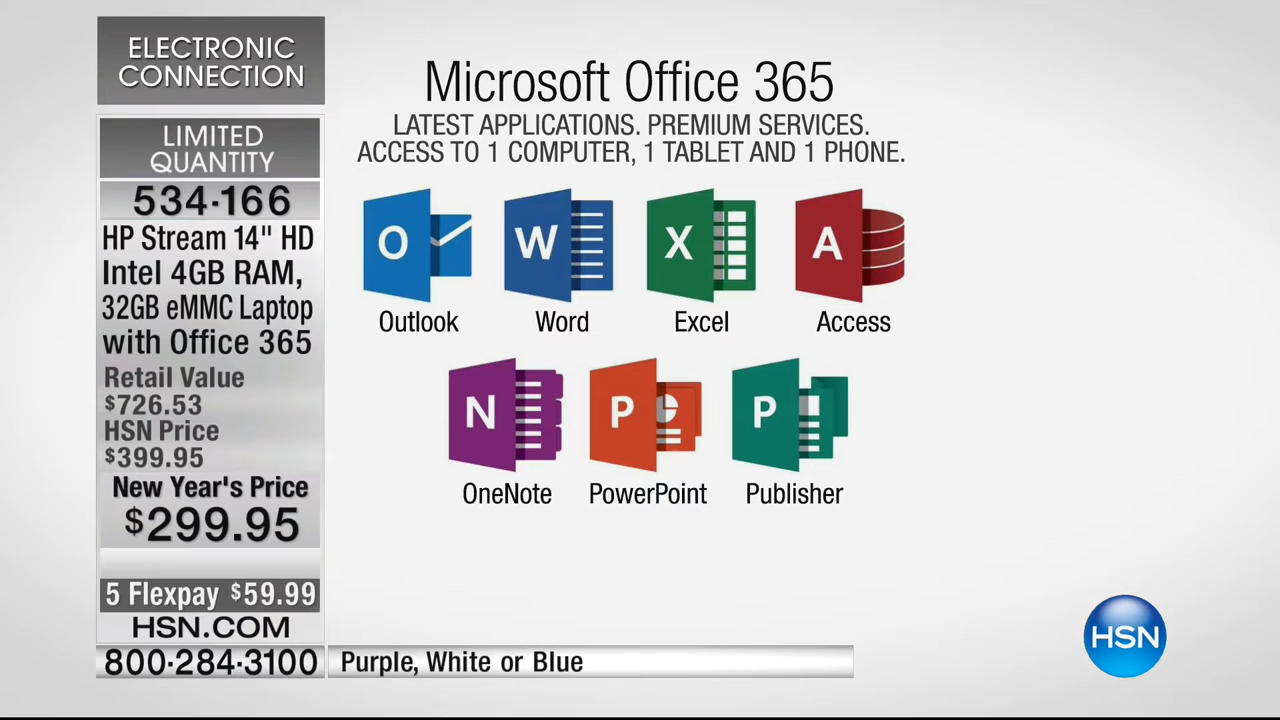 ELECTRONIC
CONNECTION
LIMITED
QUANTITY
534-166
HP Stream 14" HD
Intel 4GB RAM,
32GB eMMC Laptop
with Office 365
Retail Value
$726.53
HSN Price
$399.95
New Year's Price
$299.95
5 Flexpay $59.99
HSN.COM
800·284·3100
Purple, White or Blue
Microsoft Office 365
LATEST APPLICATIONS. PREMIUM SERVICES.
ACCESS TO 1 COMPUTER, 1 TABLET AND 1 PHONE.
O W X A
Outlook Word Excel Access
N P P
OneNote PowerPoint Publisher
HSN